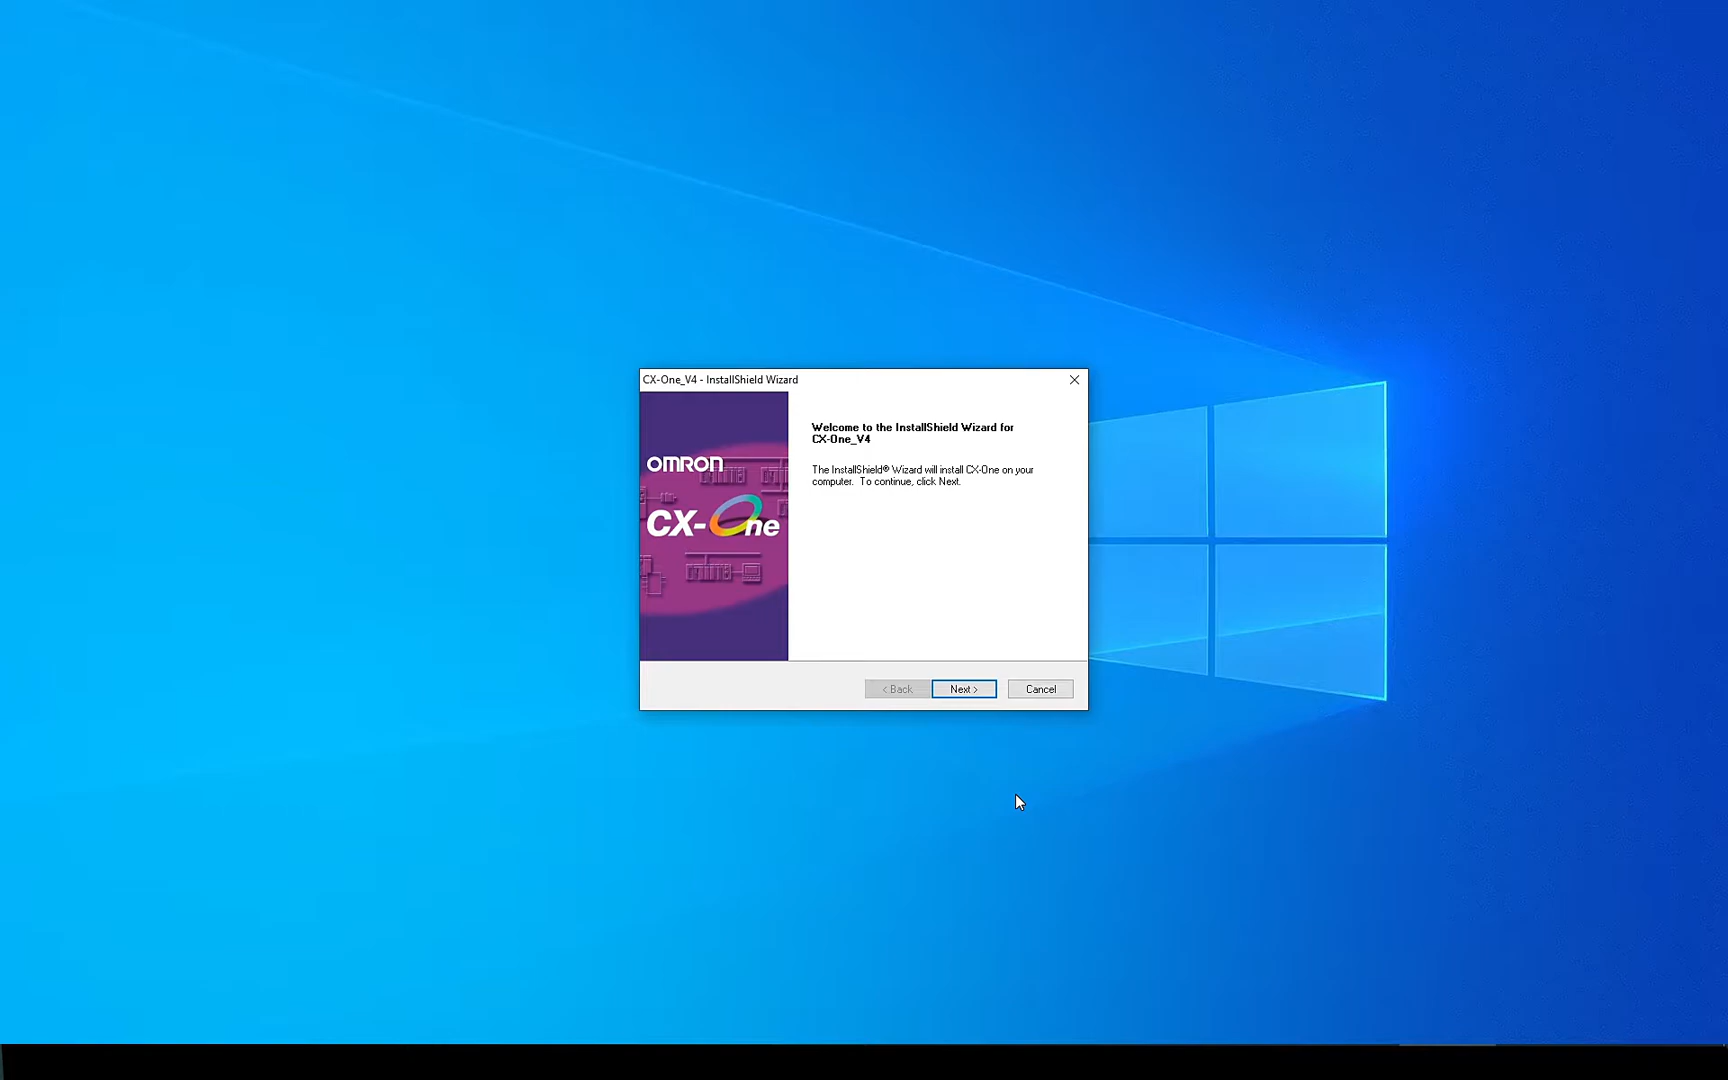 CX-One_V4 - InstallShield Wizard
OMRON
CX-One
Welcome to the InstallShield Wizard for
CX-One_V4
The InstallShield® Wizard will install CX-One on your
computer.  To continue, click Next.
< Back
Next >
Cancel